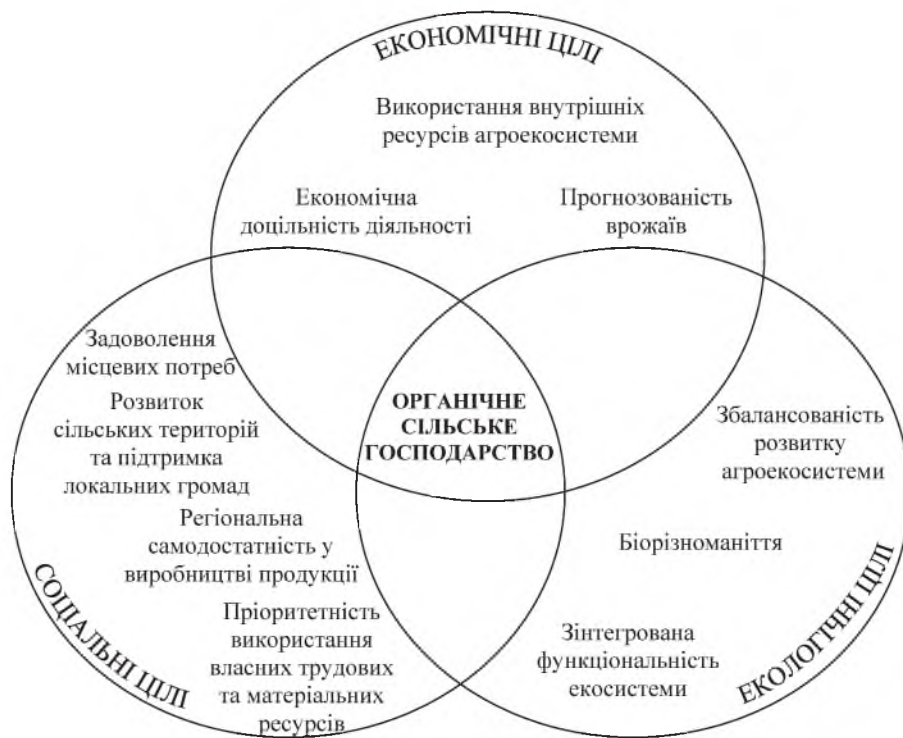 ЕКОНОМІЧНІ ЦІЛІ
Використання внутрішніх
ресурсів агроекосистеми
Економічна
доцільність діяльності
Прогнозованість
врожаїв
Задоволення
місцевих потреб
Розвиток
сільських територій
та підтримка
локальних громад
Регіональна
самодостатність у
виробництві продукції
Пріоритетність
використання
власних трудових
та матеріальних
ресурсів
СОЦІАЛЬНІ ЦІЛІ
ОРГАНІЧНЕ
СІЛЬСЬКЕ
ГОСПОДАРСТВО
Збалансованість
розвитку
агроекосистеми
Біорізноманіття
Зінтегрована
функціональність
екосистеми
ЕКОЛОГІЧНІ ЦІЛІ